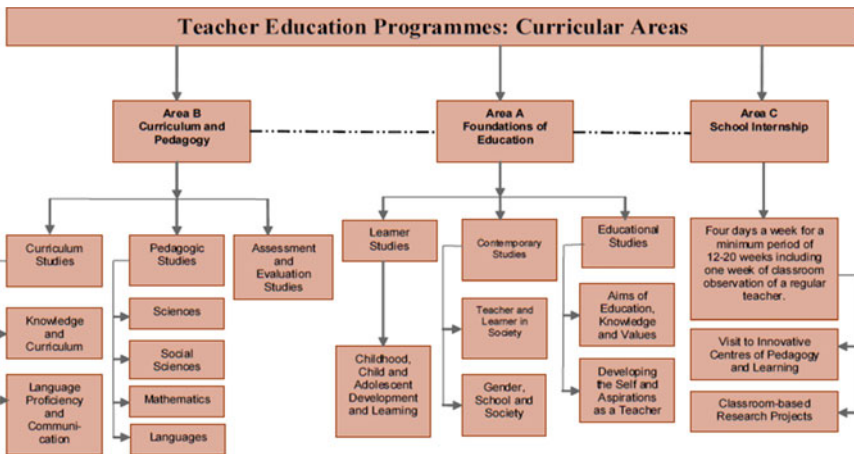 Teacher Education Programmes: Curricular Areas
Area B
Curriculum and
Pedagogy
Area A
Foundations of
Education
Area C
School Internship
Curriculum
Studies
Pedagogic
Studies
Assessment
and
Evaluation
Studies
Learner
Studies
Contemporary
Studies
Educational
Studies
Four days a week for a
minimum period of
12-20 weeks including
one week of classroom
observation of a regular
teacher.
Knowledge
and
Curriculum
Language
Proficiency
and
Communi-
cation
Sciences
Social
Sciences
Mathematics
Languages
Childhood,
Child and
Adolescent
Development
and Learning
Teacher and
Learner in
Society
Gender,
School and
Society
Aims of
Education,
Knowledge
and Values
Developing
the Self and
Aspirations
as a Teacher
Visit to Innovative
Centres of Pedagogy
and Learning
Classroom-based
Research Projects